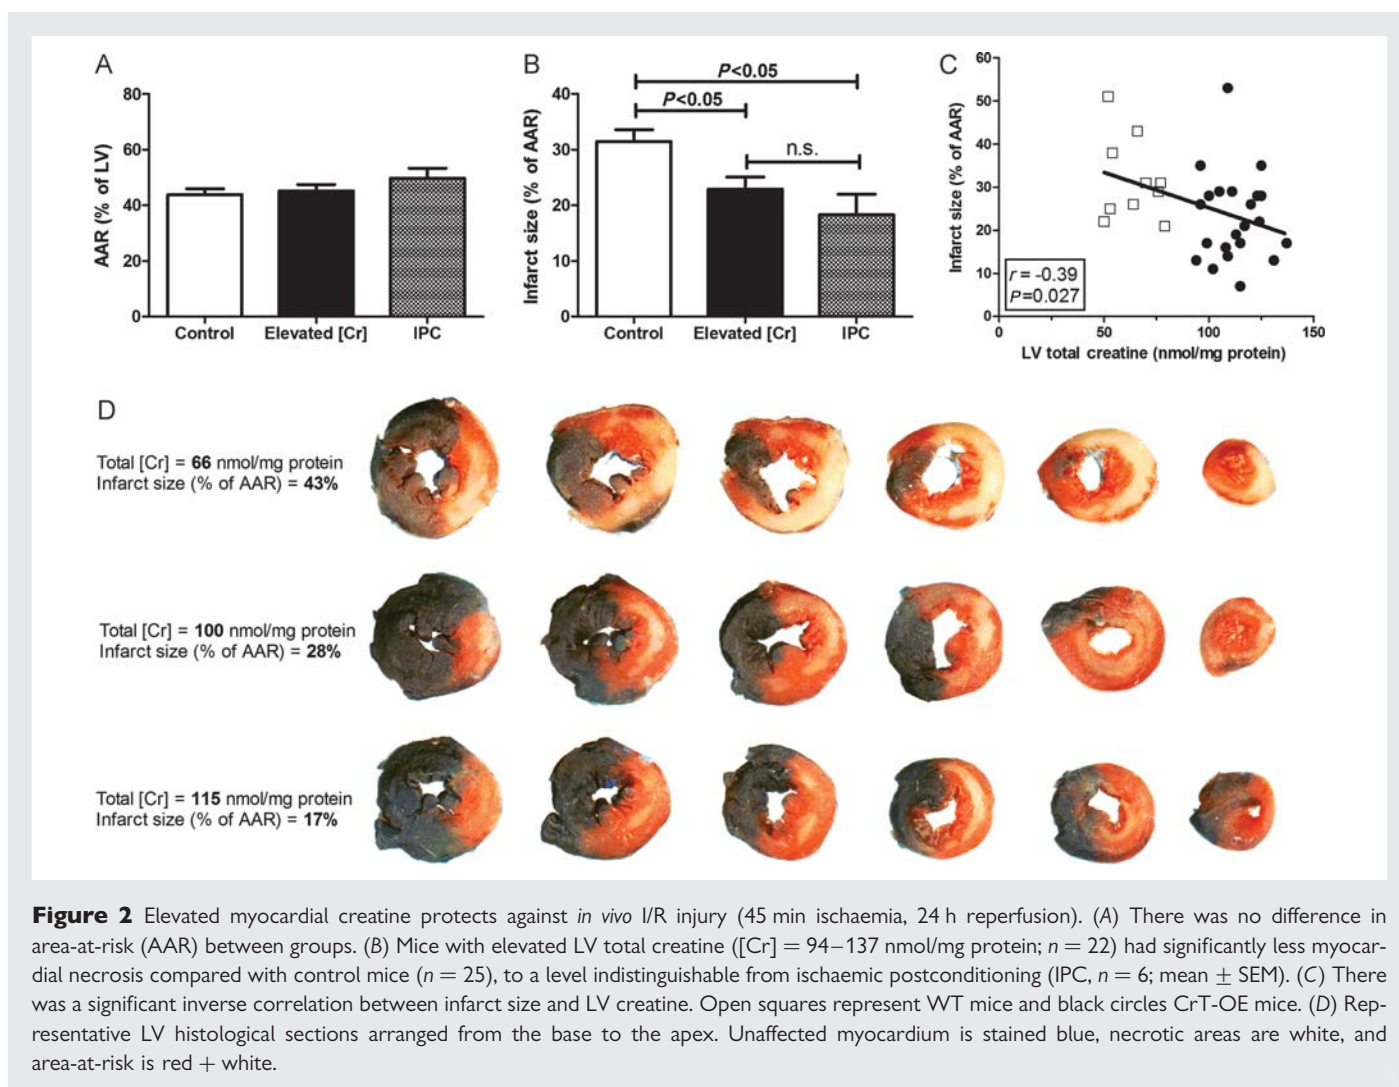 A
AAR (% of LV)
80
60
40
20
0
Control
Elevated [Cr]
IPC
B
Infarct size (% of AAR)
40
30
20
10
0
P<0.05
P<0.05
n.s.
Control
Elevated [Cr]
IPC
C
Infarct size (% of AAR)
60
50
40
30
20
10
0
r = -0.39
P=0.027
0
50
100
150
LV total creatine (nmol/mg protein)
D
Total [Cr] = 66 nmol/mg protein
Infarct size (% of AAR) = 43%
Total [Cr] = 100 nmol/mg protein
Infarct size (% of AAR) = 28%
Total [Cr] = 115 nmol/mg protein
Infarct size (% of AAR) = 17%
Figure 2 Elevated myocardial creatine protects against in vivo I/R injury (45 min ischaemia, 24 h reperfusion). (A) There was no difference in
area-at-risk (AAR) between groups. (B) Mice with elevated LV total creatine ([Cr] = 94–137 nmol/mg protein; n = 22) had significantly less myocar-
dial necrosis compared with control mice (n = 25), to a level indistinguishable from ischaemic postconditioning (IPC, n = 6; mean ± SEM). (C) There
was a significant inverse correlation between infarct size and LV creatine. Open squares represent WT mice and black circles CrT-OE mice. (D) Rep-
resentative LV histological sections arranged from the base to the apex. Unaffected myocardium is stained blue, necrotic areas are white, and
area-at-risk is red + white.